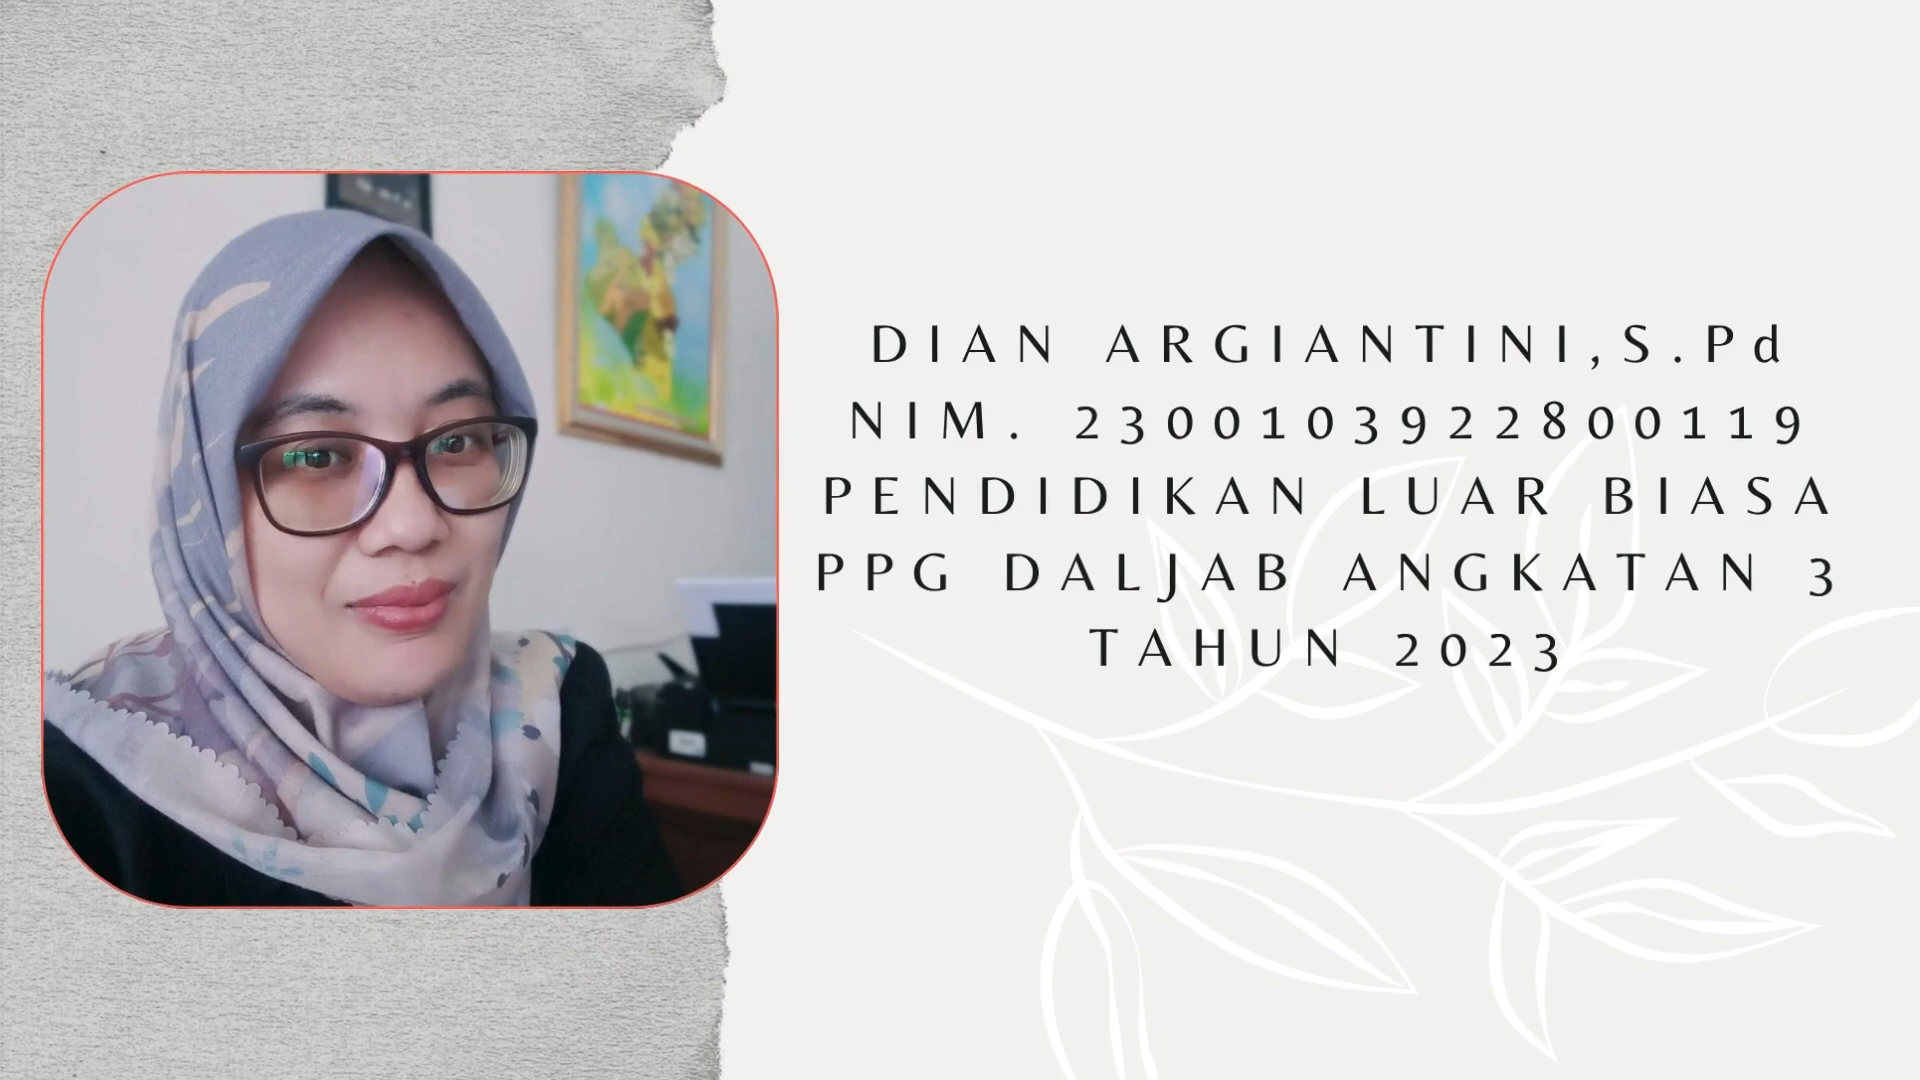 DIAN ARGIANTINI,S.Pd
NIM. 2300103922800119
PENDIDIKAN LUAR BIASA
PPG DALJAB ANGKATAN 3
TAHUN 2023